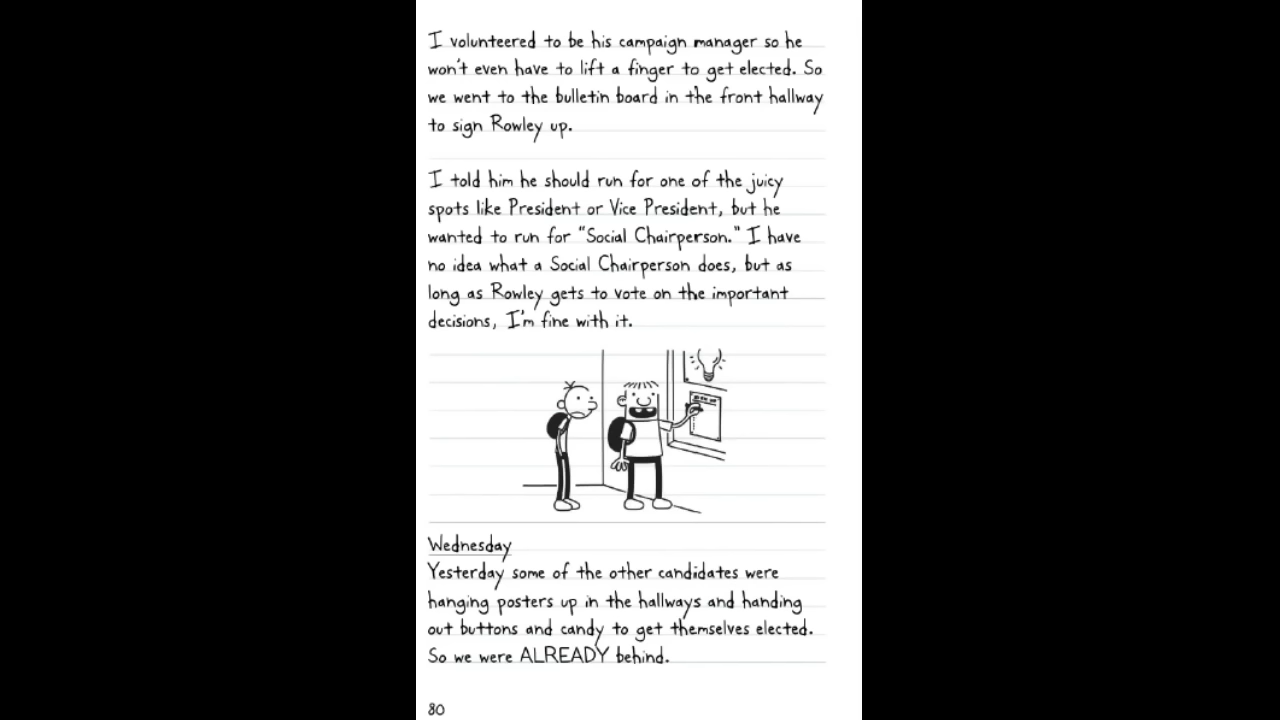 I volunteered to be his campaign manager so he
won't even have to lift a finger to get elected. So
we went to the bulletin board in the front hallway
to sign Rowley up.
I told him he should run for one of the juicy
spots like President or Vice President, but he
wanted to run for "Social Chairperson." I have
no idea what a Social Chairperson does, but as
long as Rowley gets to vote on the important
decisions, I'm fine with it.
Wednesday
Yesterday some of the other candidates were
hanging posters up in the hallways and handing
out buttons and candy to get themselves elected.
So we were ALREADY behind.
80